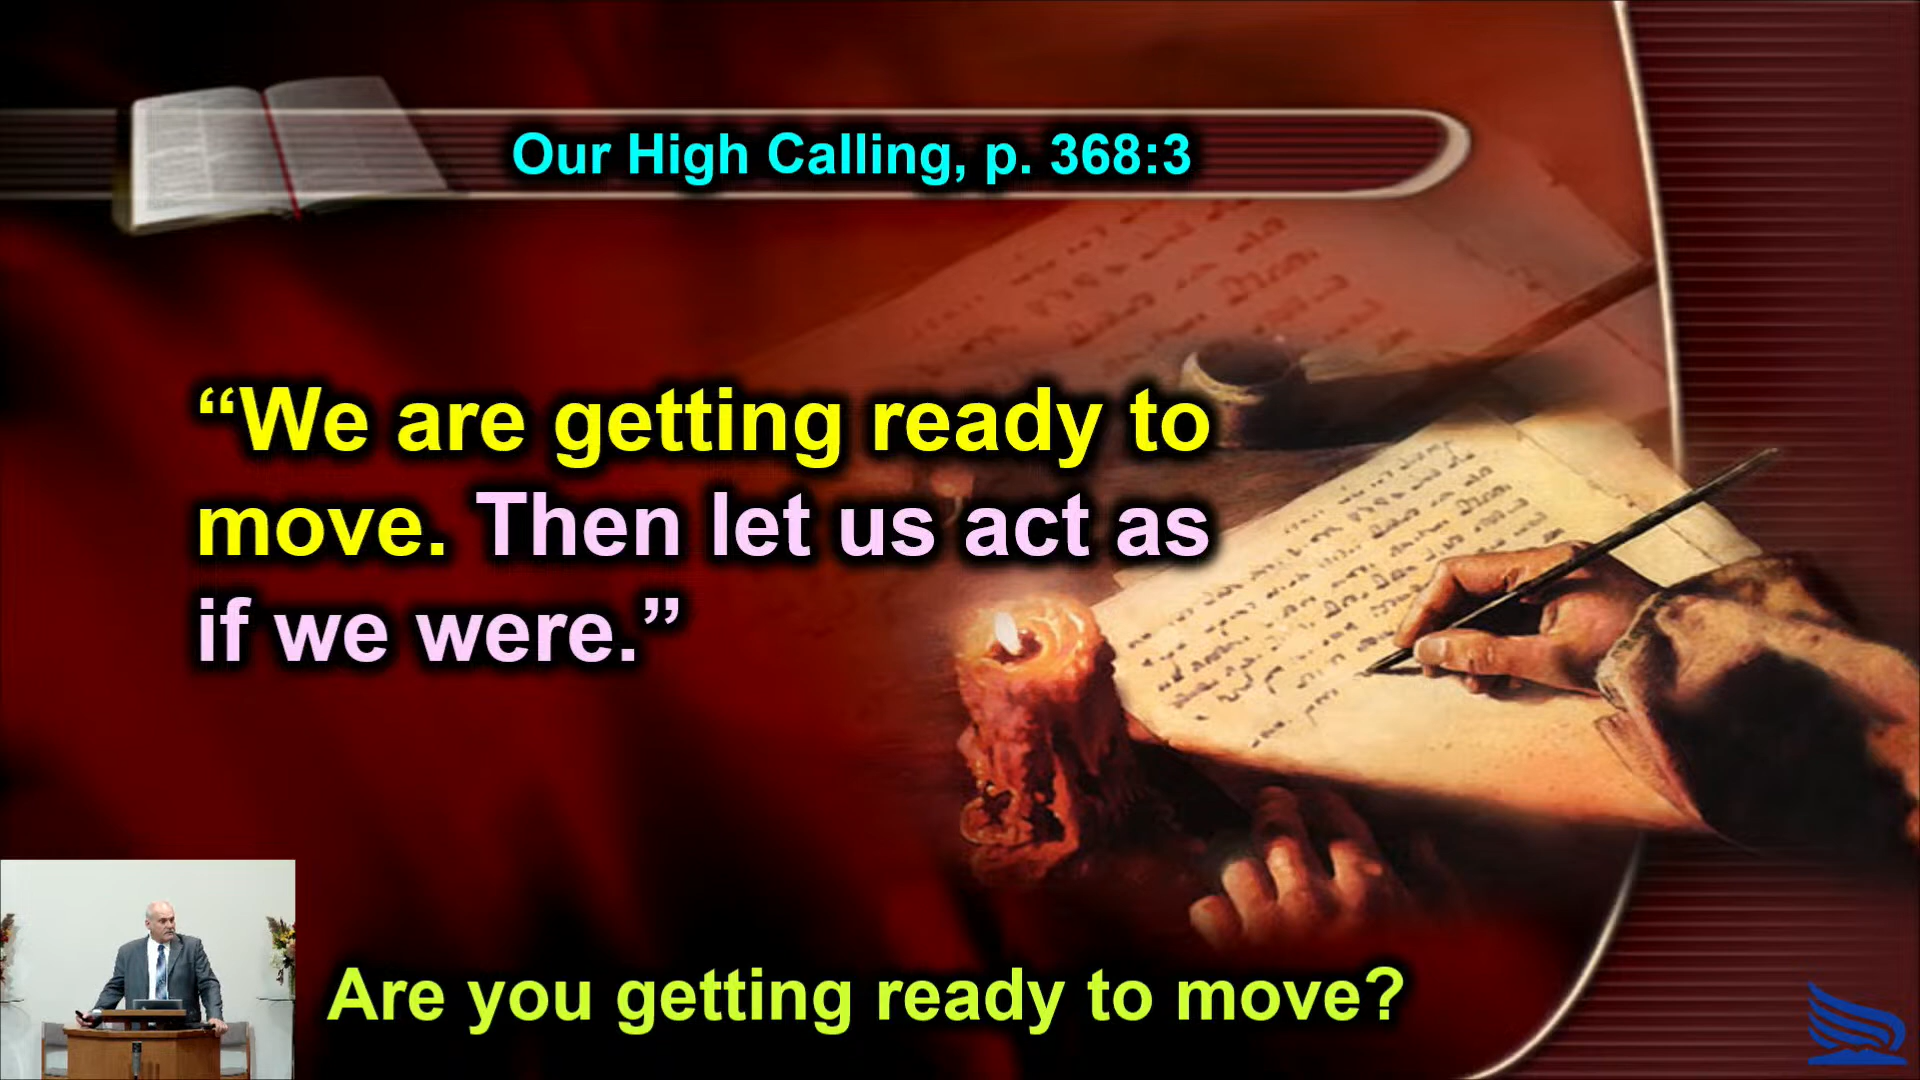 Our High Calling, p. 368:3
“We are getting ready to
move. Then let us act as
if we were.”
Are you getting ready to move?